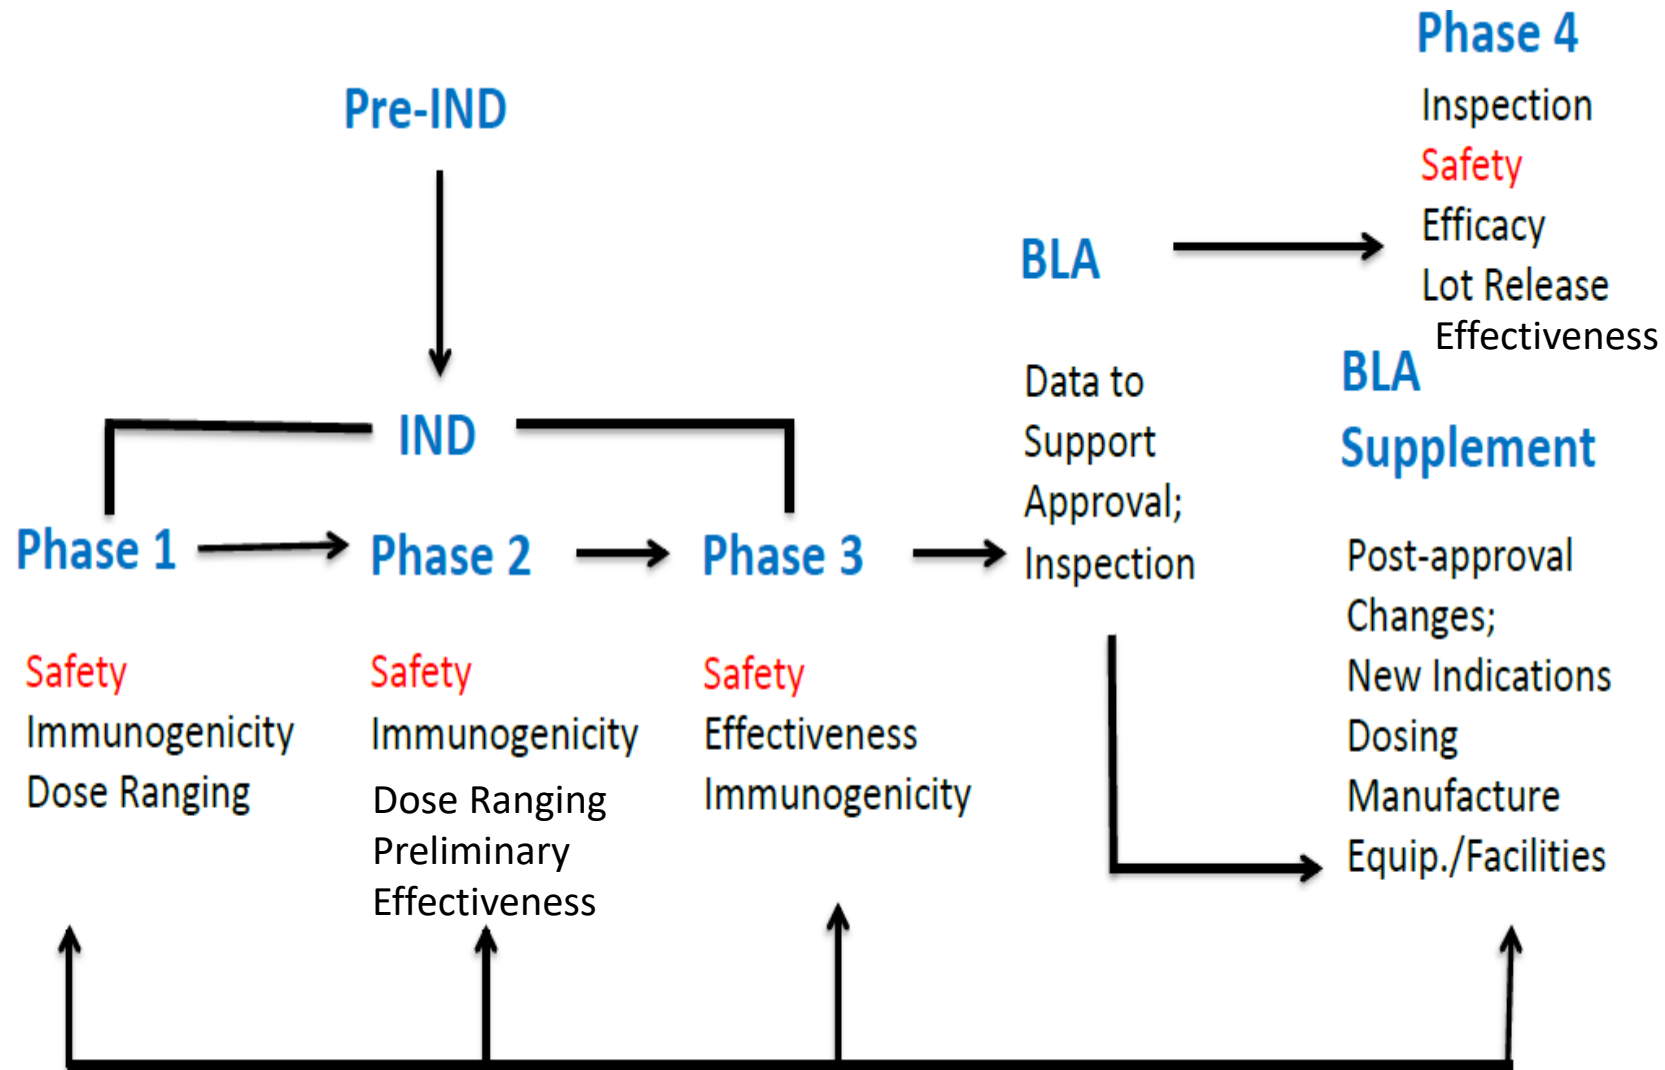 Pre-IND
IND
Phase 1
Safety
Immunogenicity
Dose Ranging
Phase 2
Safety
Immunogenicity
Dose Ranging
Preliminary
Effectiveness
Phase 3
Safety
Effectiveness
Immunogenicity
BLA
Data to
Support
Approval;
Inspection
Phase 4
Inspection
Safety
Efficacy
Lot Release
Effectiveness
BLA
Supplement
Post-approval
Changes;
New Indications
Dosing
Manufacture
Equip./Facilities